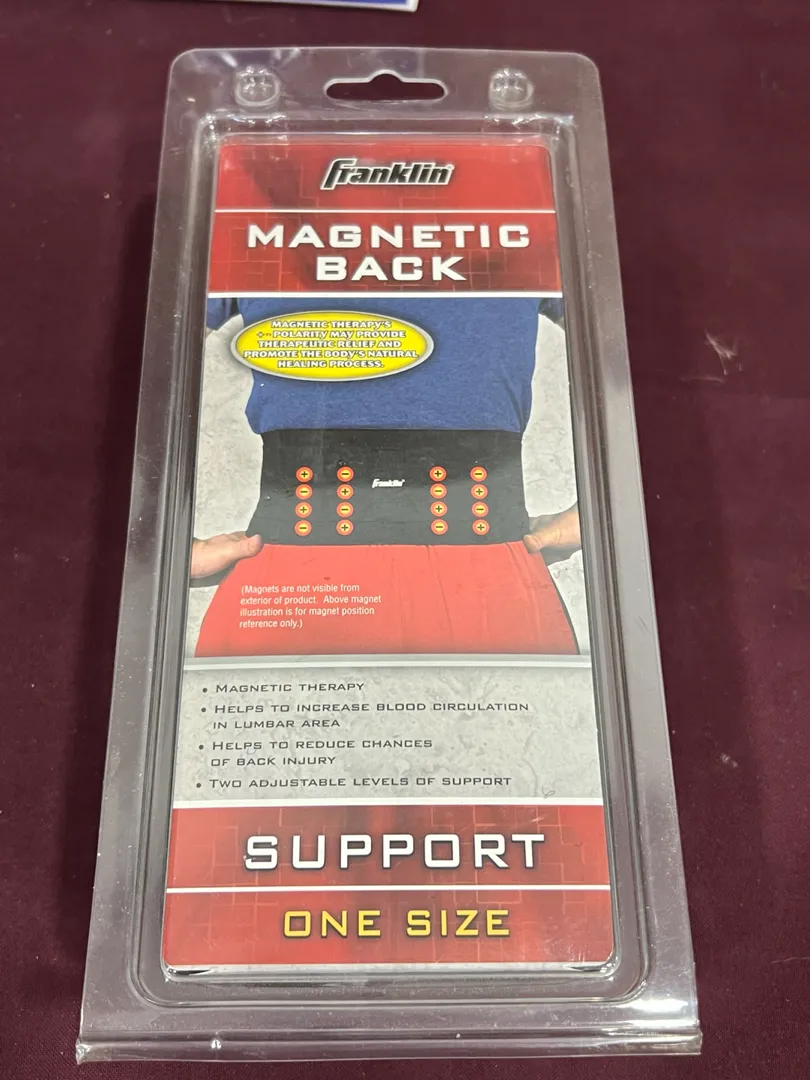 Franklin
MAGNETIC
BACK
MAGNETIC THERAPY'S
+ - POLARITY MAY PROVIDE
THERAPEUTIC RELIEF AND
PROMOTE THE BODY'S NATURAL
HEALING PROCESS.
+ - + -
- + Franklin - +
+ - + -
- + - +
(Magnets are not visible from
exterior of product. Above magnet
illustration is for magnet position
reference only.)
• MAGNETIC THERAPY
• HELPS TO INCREASE BLOOD CIRCULATION
IN LUMBAR AREA
• HELPS TO REDUCE CHANCES
OF BACK INJURY
• TWO ADJUSTABLE LEVELS OF SUPPORT
SUPPORT
ONE SIZE